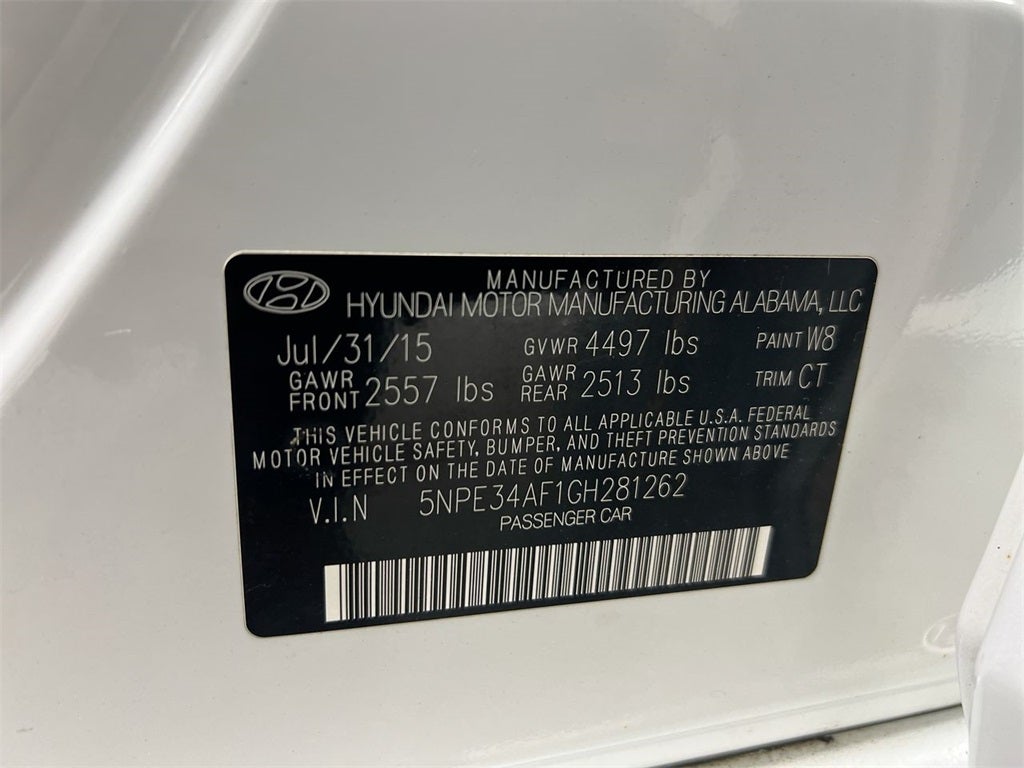 MANUFACTURED BY
HYUNDAI MOTOR MANUFACTURING ALABAMA, LLC
Jul/31/15 GVWR 4497 lbs PAINT W8
GAWR FRONT 2557 lbs GAWR REAR 2513 lbs TRIM CT
THIS VEHICLE CONFORMS TO ALL APPLICABLE U.S.A. FEDERAL
MOTOR VEHICLE SAFETY, BUMPER, AND THEFT PREVENTION STANDARDS
IN EFFECT ON THE DATE OF MANUFACTURE SHOWN ABOVE
V.I.N 5NPE34AF1GH281262
PASSENGER CAR